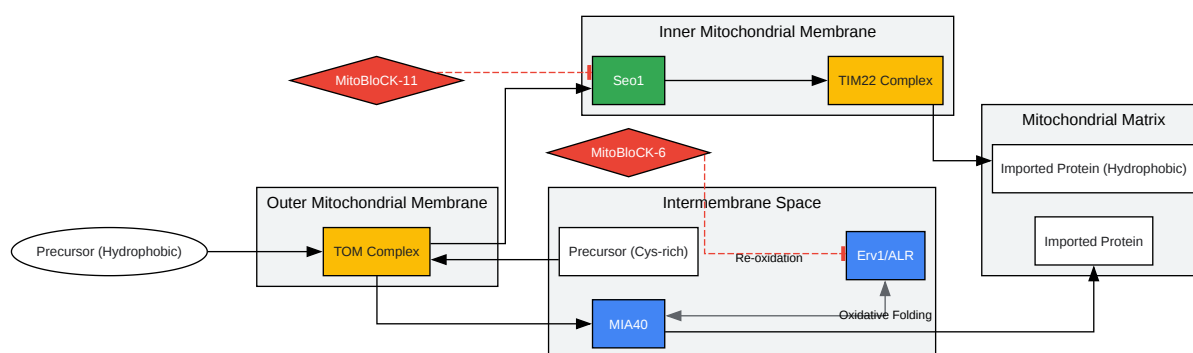 Inner Mitochondrial Membrane
MitoBloCK-11
Seo1
TIM22 Complex
Mitochondrial Matrix
MitoBloCK-6
Imported Protein (Hydrophobic)
Outer Mitochondrial Membrane
Intermembrane Space
Precursor (Hydrophobic)
TOM Complex
Precursor (Cys-rich)
Re-oxidation
Erv1/ALR
Imported Protein
MIA40
Oxidative Folding